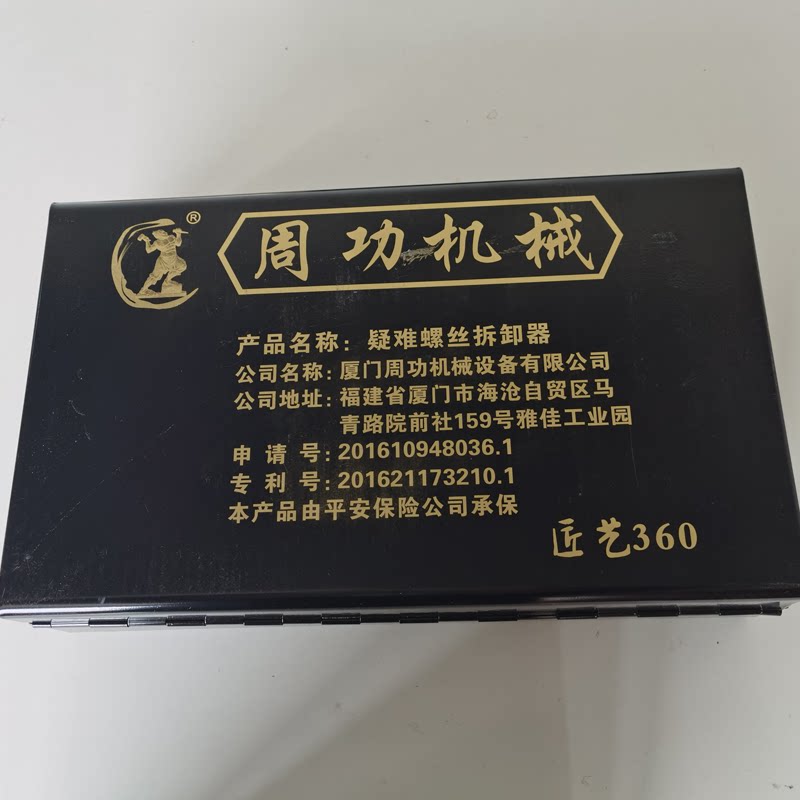 ®
周功机械
产品名称：疑难螺丝拆卸器
公司名称：厦门周功机械设备有限公司
公司地址：福建省厦门市海沧自贸区马
青路院前社159号雅佳工业园
申请号：201610948036.1
专利号：201621173210.1
本产品由平安保险公司承保
匠艺360